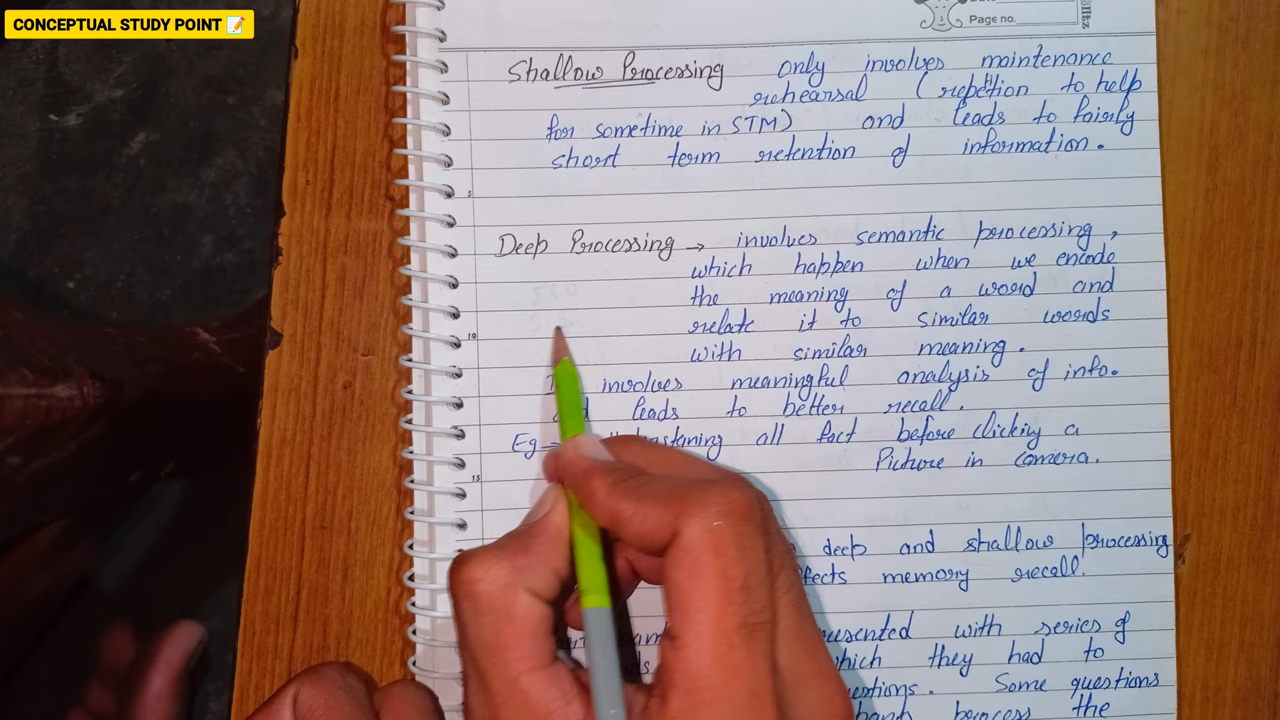 CONCEPTUAL STUDY POINT 📝
Page no.
Blitz
Shallow Processing only involves maintenance
rehearsal (repetition to help
for sometime in STM) and leads to fairly
short term retention of information.
5
Deep Processing → involves semantic processing,
which happen when we encode
the meaning of a word and
relate it to similar words
10
with similar meaning.
involves meaningful analysis of info.
leads to better recall.
Eg → all fact before clicking a
15
Picture in camera.
deep and shallow processing
memory recall.
with series of
they had to
Some questions
process the